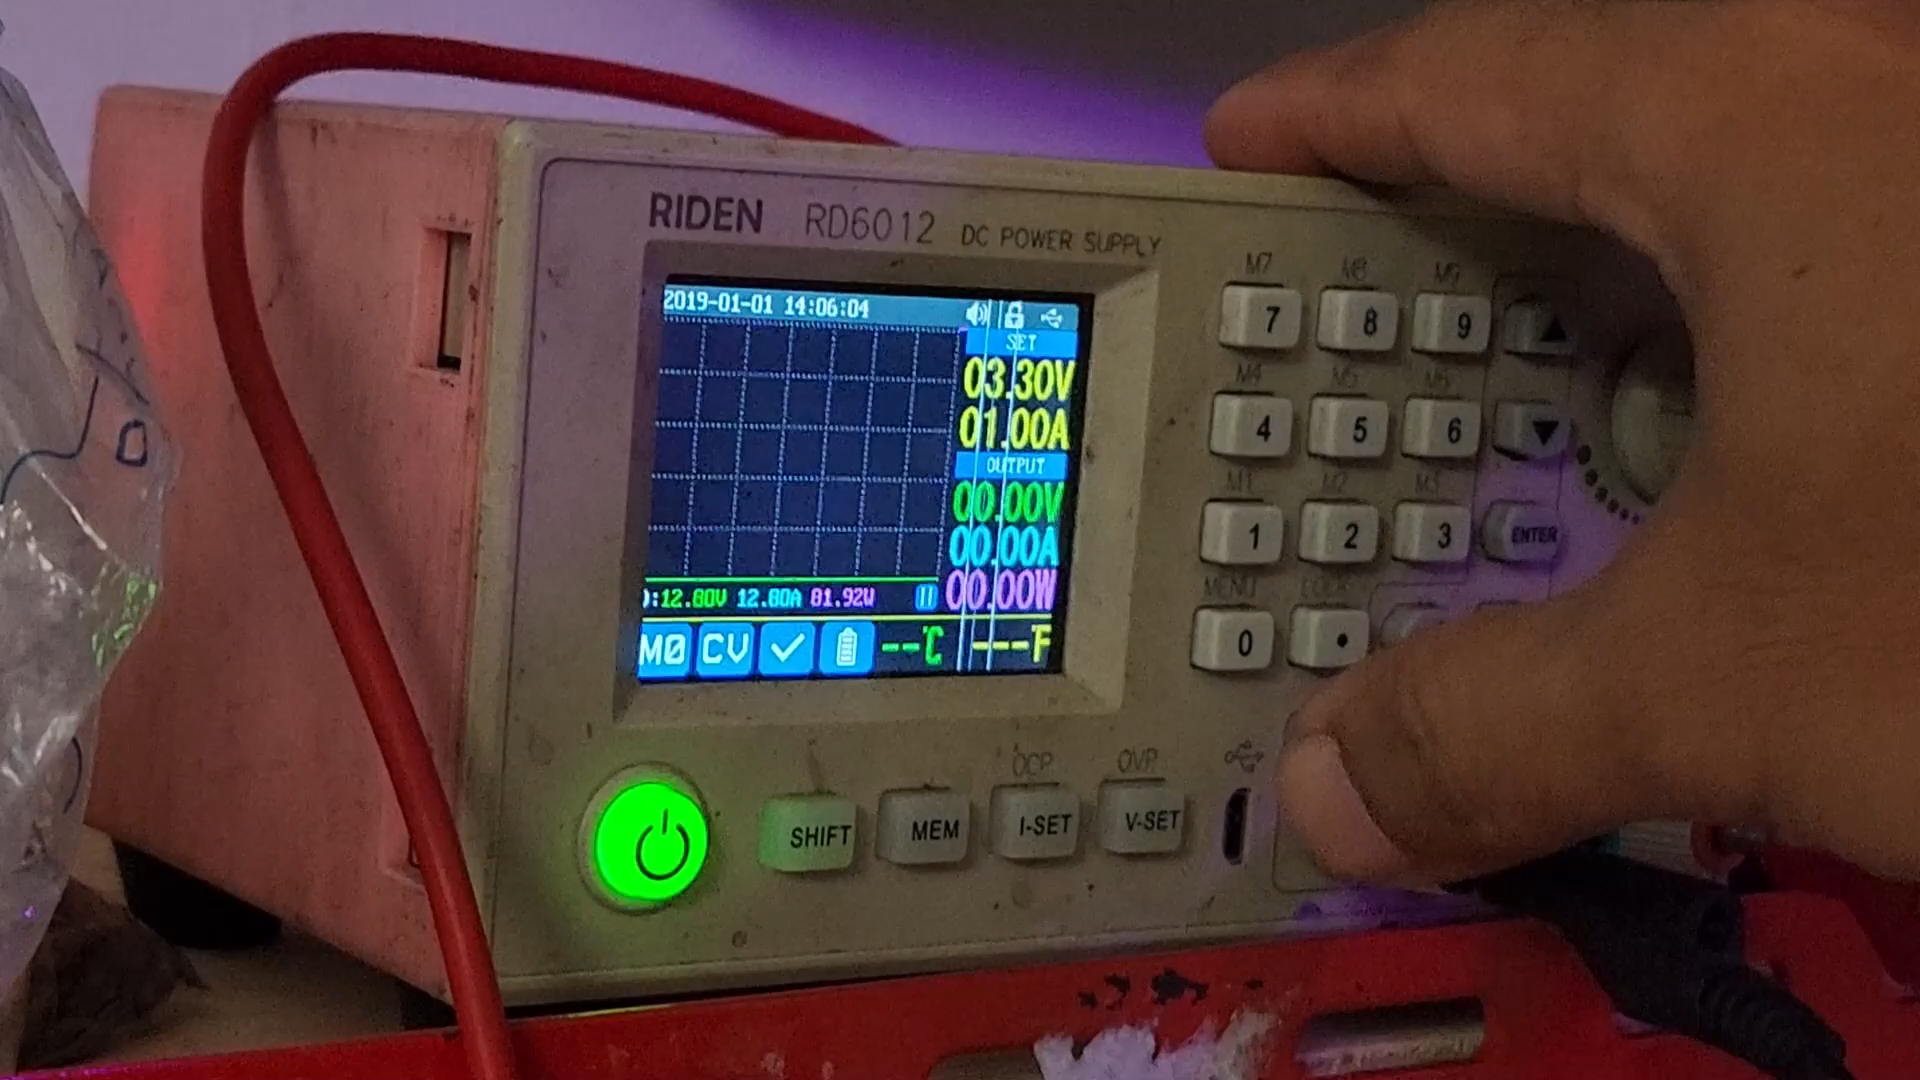 RIDEN RD6012 DC POWER SUPPLY
2019-01-01 14:06:04
SET
03.30V
01.00A
OUTPUT
00.00V
00.00A
00.00W
):12.80V 12.80A 81.92W
M0 CV --℃ ---℉
M7 M8 M9
7 8 9
M4 M5 M6
4 5 6
M1 M2 M3
1 2 3 ENTER
MENU LOCK
0 •
OCP OVP
SHIFT MEM I-SET V-SET